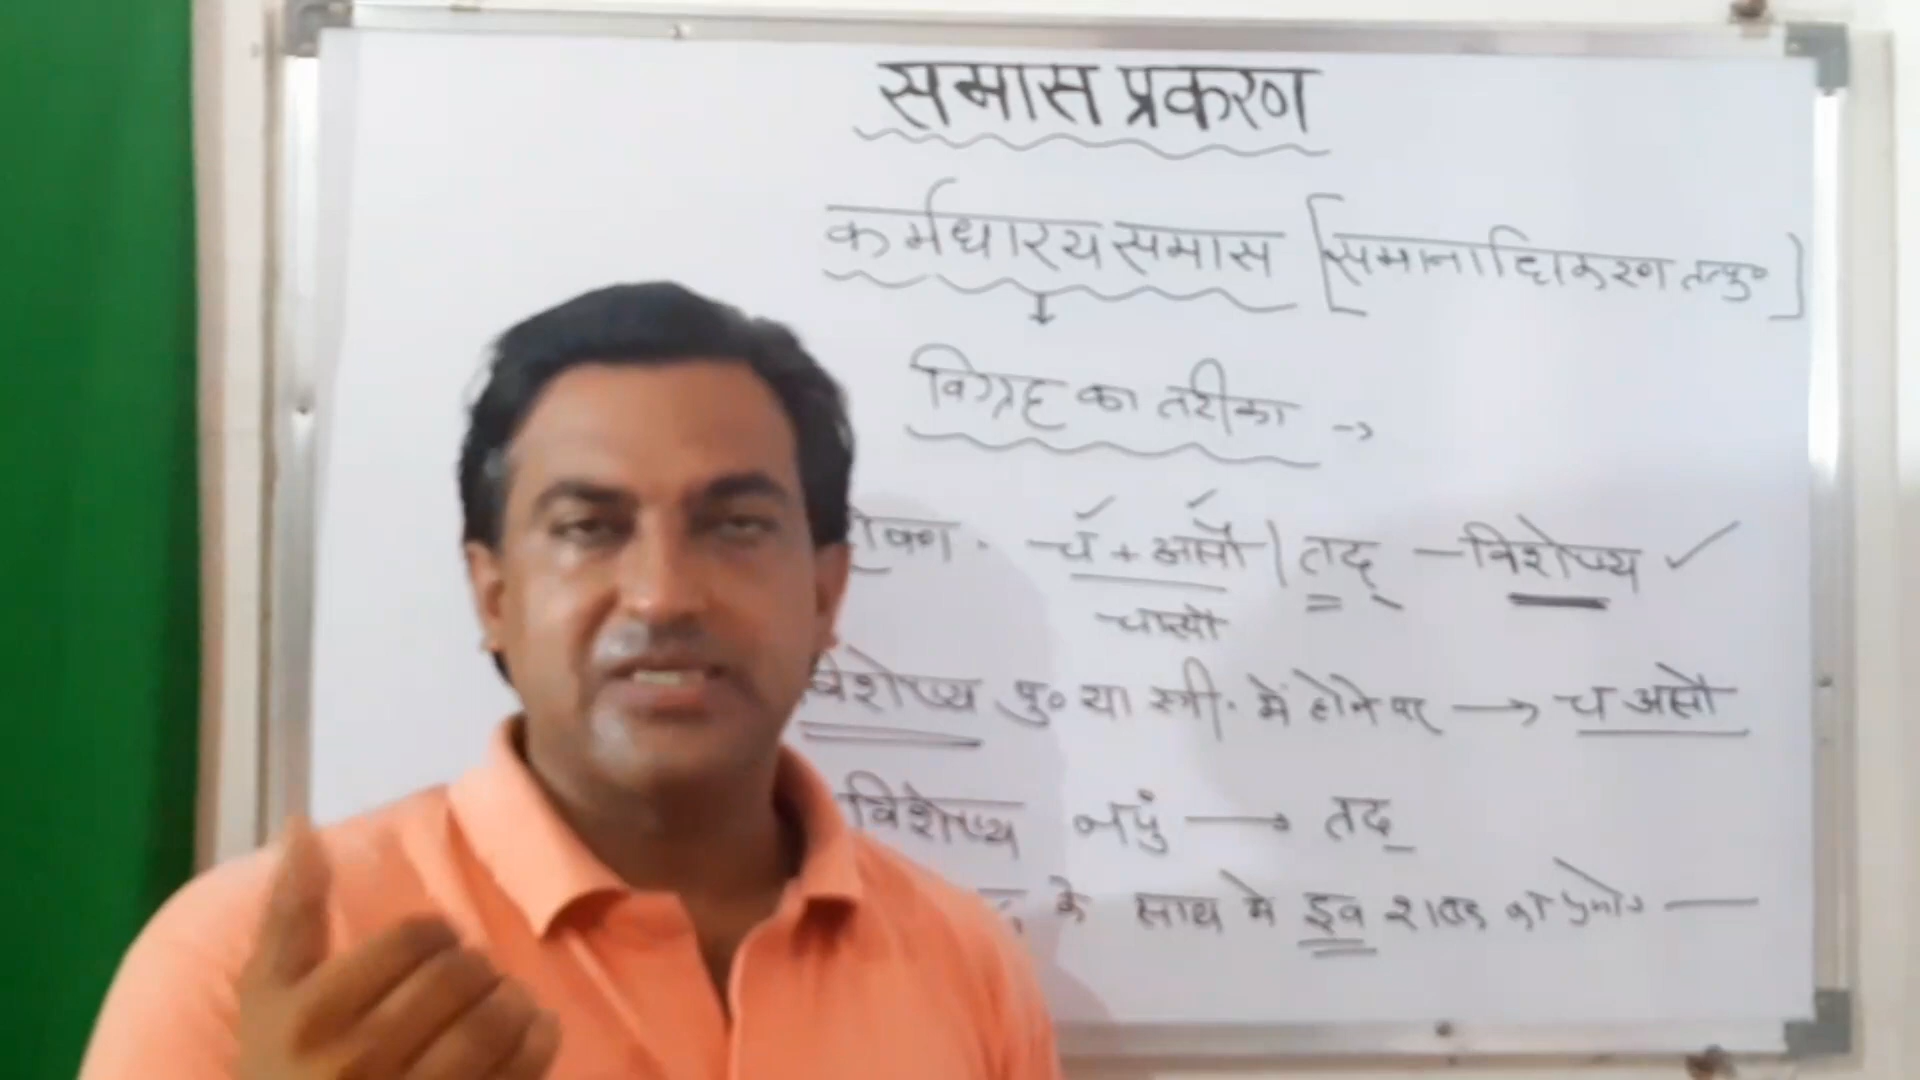 समास प्रकरण
कर्मधारय समास [समानाधिकरण तत्पु०]
विग्रह का तरीका →
च + असौ | तद् — विशेष्य ✓
चासौ
विशेष्य पु० या स्त्री. में होने पर → च असौ
विशेष्य नपुं → तद्
के साथ में इव शब्द का प्रयोग —